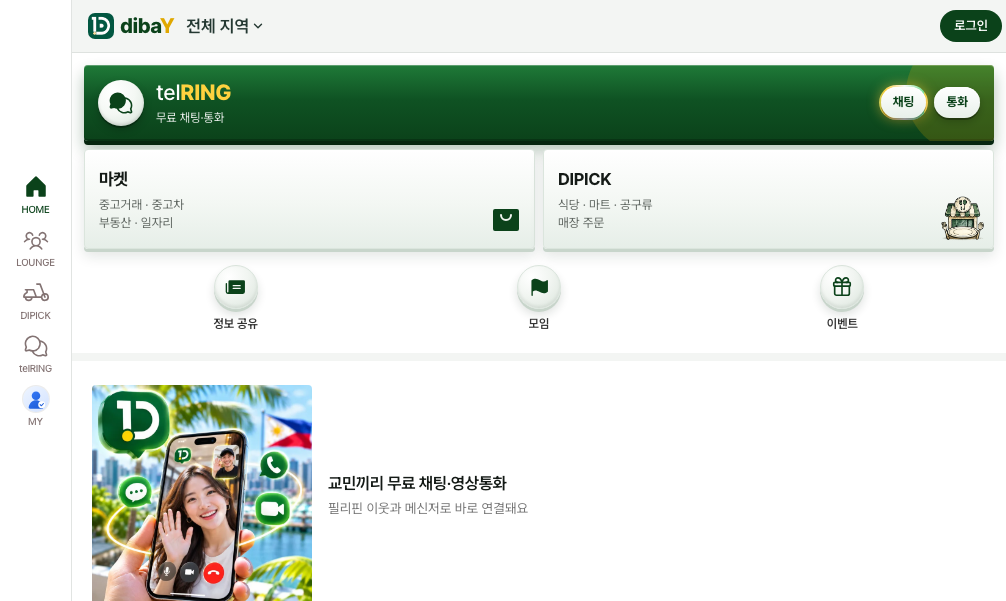 dibaY
전체 지역
로그인
telRING
무료 채팅·통화
채팅
통화
마켓
중고거래 · 중고차
부동산 · 일자리
DIPICK
식당 · 마트 · 공구류
매장 주문
정보 공유
모임
이벤트
HOME
LOUNGE
DIPICK
telRING
MY
교민끼리 무료 채팅·영상통화
필리핀 이웃과 메신저로 바로 연결돼요